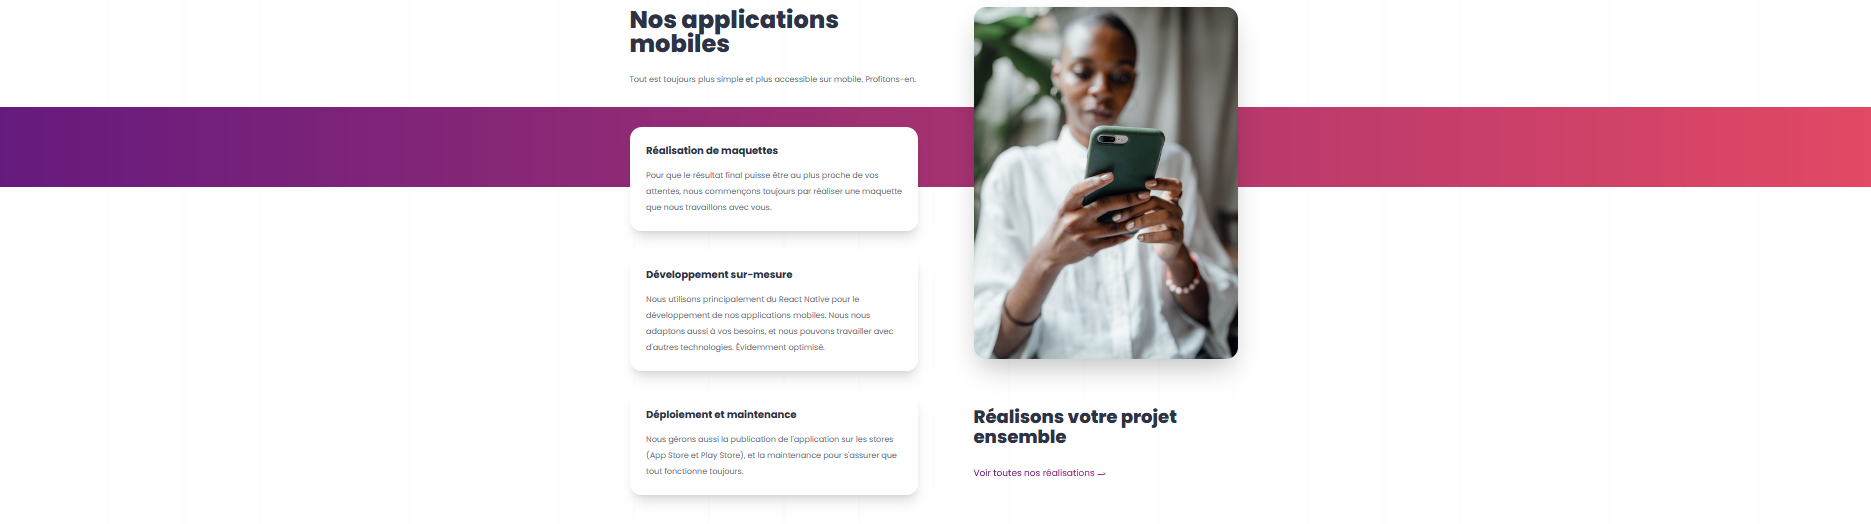 Nos applications
mobiles
Tout est toujours plus simple et plus accessible sur mobile. Profitons-en.
Réalisation de maquettes
Pour que le résultat final puisse être au plus proche de vos
attentes, nous commençons toujours par réaliser une maquette
que nous travaillons avec vous.
Développement sur-mesure
Nous utilisons principalement du React Native pour le
développement de nos applications mobiles. Nous nous
adaptons aussi à vos besoins, et nous pouvons travailler avec
d'autres technologies. Évidemment optimisé.
Déploiement et maintenance
Nous gérons aussi la publication de l'application sur les stores
(App Store et Play Store), et la maintenance pour s'assurer que
tout fonctionne toujours.
Réalisons votre projet
ensemble
Voir toutes nos réalisations →